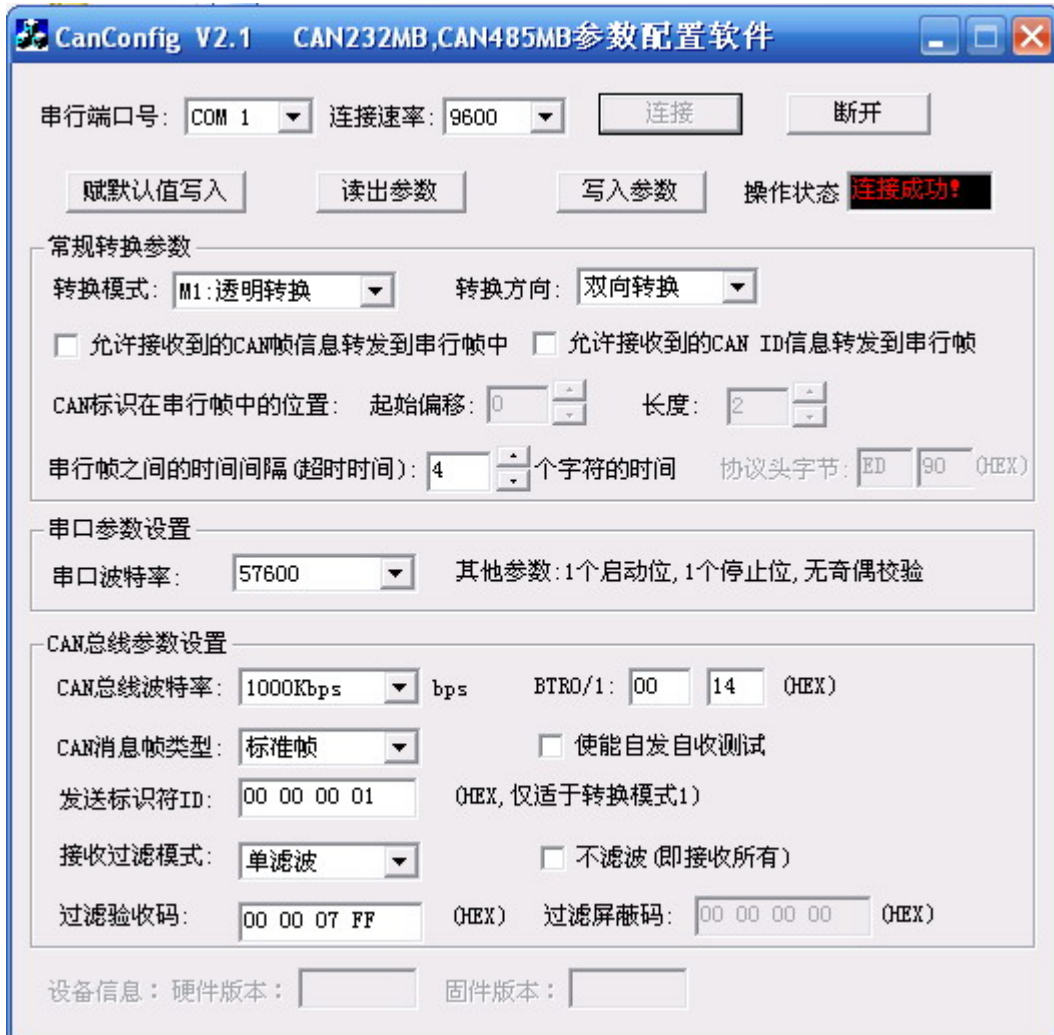 CanConfig V2.1 CAN232MB,CAN485MB参数配置软件
串行端口号: COM 1 连接速率: 9600 连接 断开
赋默认值写入 读出参数 写入参数 操作状态 连接成功!
常规转换参数
转换模式: M1:透明转换 转换方向: 双向转换
允许接收到的CAN帧信息转发到串行帧中 允许接收到的CAN ID信息转发到串行帧
CAN标识在串行帧中的位置: 起始偏移: 0 长度: 2
串行帧之间的时间间隔(超时时间): 4 个字符的时间 协议头字节: ED 90 (HEX)
串口参数设置
串口波特率: 57600 其他参数:1个启动位,1个停止位,无奇偶校验
CAN总线参数设置
CAN总线波特率: 1000Kbps bps BTR0/1: 00 14 (HEX)
CAN消息帧类型: 标准帧 使能自发自收测试
发送标识符ID: 00 00 00 01 (HEX,仅适于转换模式1)
接收过滤模式: 单滤波 不滤波(即接收所有)
过滤验收码: 00 00 07 FF (HEX) 过滤屏蔽码: 00 00 00 00 (HEX)
设备信息: 硬件版本: 固件版本: